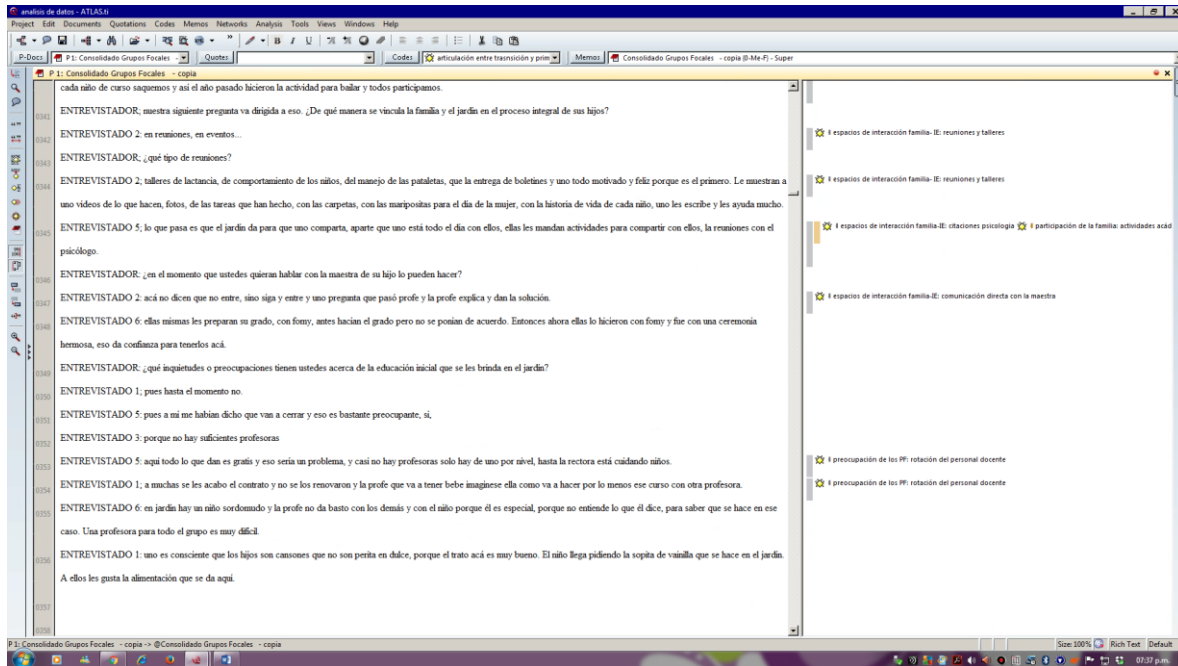 analisis de datos - ATLAS.ti
Project Edit Documents Quotations Codes Memos Networks Analysis Tools Views Windows Help
B I U
P-Docs P 1: Consolidado Grupos Focales - Quotes Codes articulación entre trasnsición y prim Memos Consolidado Grupos Focales - copia {0-Me-F} - Super
P 1: Consolidado Grupos Focales - copia
cada niño de curso saquemos y asi el año pasado hicieron la actividad para bailar y todos participamos.
0341 ENTREVISTADOR; nuestra siguiente pregunta va dirigida a eso. ¿De qué manera se vincula la familia y el jardín en el proceso integral de sus hijos?
0342 ENTREVISTADO 2: en reuniones, en eventos...
espacios de interacción familia- IE: reuniones y talleres
0343 ENTREVISTADOR; ¿qué tipo de reuniones?
0344 ENTREVISTADO 2; talleres de lactancia, de comportamiento de los niños, del manejo de las pataletas, que la entrega de boletines y uno todo motivado y feliz porque es el primero. Le muestran a
espacios de interacción familia- IE: reuniones y talleres
uno videos de lo que hacen, fotos, de las tareas que han hecho, con las carpetas, con las maripositas para el dia de la mujer, con la historia de vida de cada niño, uno les escribe y les ayuda mucho.
0345 ENTREVISTADO 5; lo que pasa es que el jardin da para que uno comparta, aparte que uno está todo el dia con ellos, ellas les mandan actividades para compartir con ellos, la reuniones con el
espacios de interacción familia-IE: citaciones psicologia participación de la familia: actividades acád
psicólogo.
0346 ENTREVISTADOR: ¿en el momento que ustedes quieran hablar con la maestra de su hijo lo pueden hacer?
0347 ENTREVISTADO 2: acá no dicen que no entre, sino siga y entre y uno pregunta que pasó profe y la profe explica y dan la solución.
espacios de interacción familia-IE: comunicación directa con la maestra
0348 ENTREVISTADO 6: ellas mismas les preparan su grado, con fomy, antes hacian el grado pero no se ponian de acuerdo. Entonces ahora ellas lo hicieron con fomy y fue con una ceremonia
hermosa, eso da confianza para tenerlos acá.
0349 ENTREVISTADOR: ¿qué inquietudes o preocupaciones tienen ustedes acerca de la educación inicial que se les brinda en el jardín?
0350 ENTREVISTADO 1; pues hasta el momento no.
0351 ENTREVISTADO 5: pues a mi me habian dicho que van a cerrar y eso es bastante preocupante, si,
0352 ENTREVISTADO 3: porque no hay suficientes profesoras
0353 ENTREVISTADO 5: aqui todo lo que dan es gratis y eso seria un problema, y casi no hay profesoras solo hay de uno por nivel, hasta la rectora está cuidando niños.
preocupación de los PF: rotación del personal docente
0354 ENTREVISTADO 1; a muchas se les acabo el contrato y no se los renovaron y la profe que va a tener bebe imaginese ella como va a hacer por lo menos ese curso con otra profesora.
preocupación de los PF: rotación del personal docente
0355 ENTREVISTADO 6: en jardin hay un niño sordomudo y la profe no da basto con los demás y con el niño porque él es especial, porque no entiende lo que él dice, para saber que se hace en ese
caso. Una profesora para todo el grupo es muy difícil.
0356 ENTREVISTADO 1: uno es consciente que los hijos son cansones que no son perita en dulce, porque el trato acá es muy bueno. El niño llega pidiendo la sopita de vainilla que se hace en el jardín.
A ellos les gusta la alimentación que se da aqui.
0357
0358
P 1: Consolidado Grupos Focales - copia -> @Consolidado Grupos Focales - copia Size: 100% Rich Text Default
07:37 p.m.